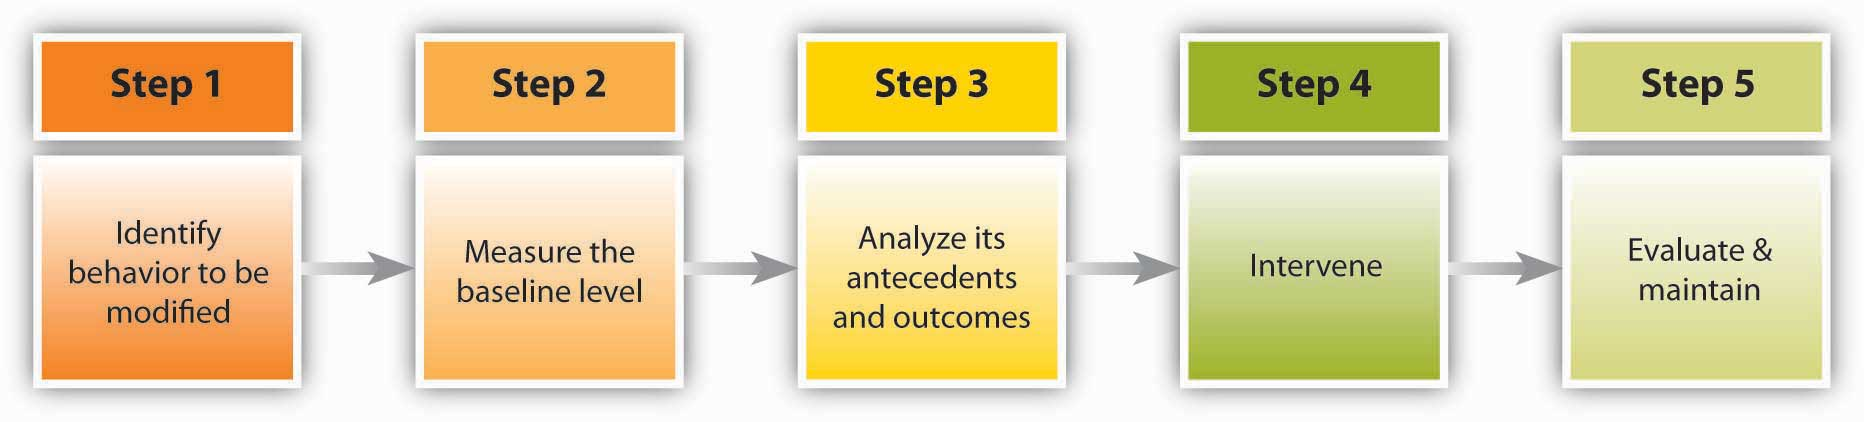 Step 1
Identify
behavior to be
modified
Step 2
Measure the
baseline level
Step 3
Analyze its
antecedents
and outcomes
Step 4
Intervene
Step 5
Evaluate &
maintain